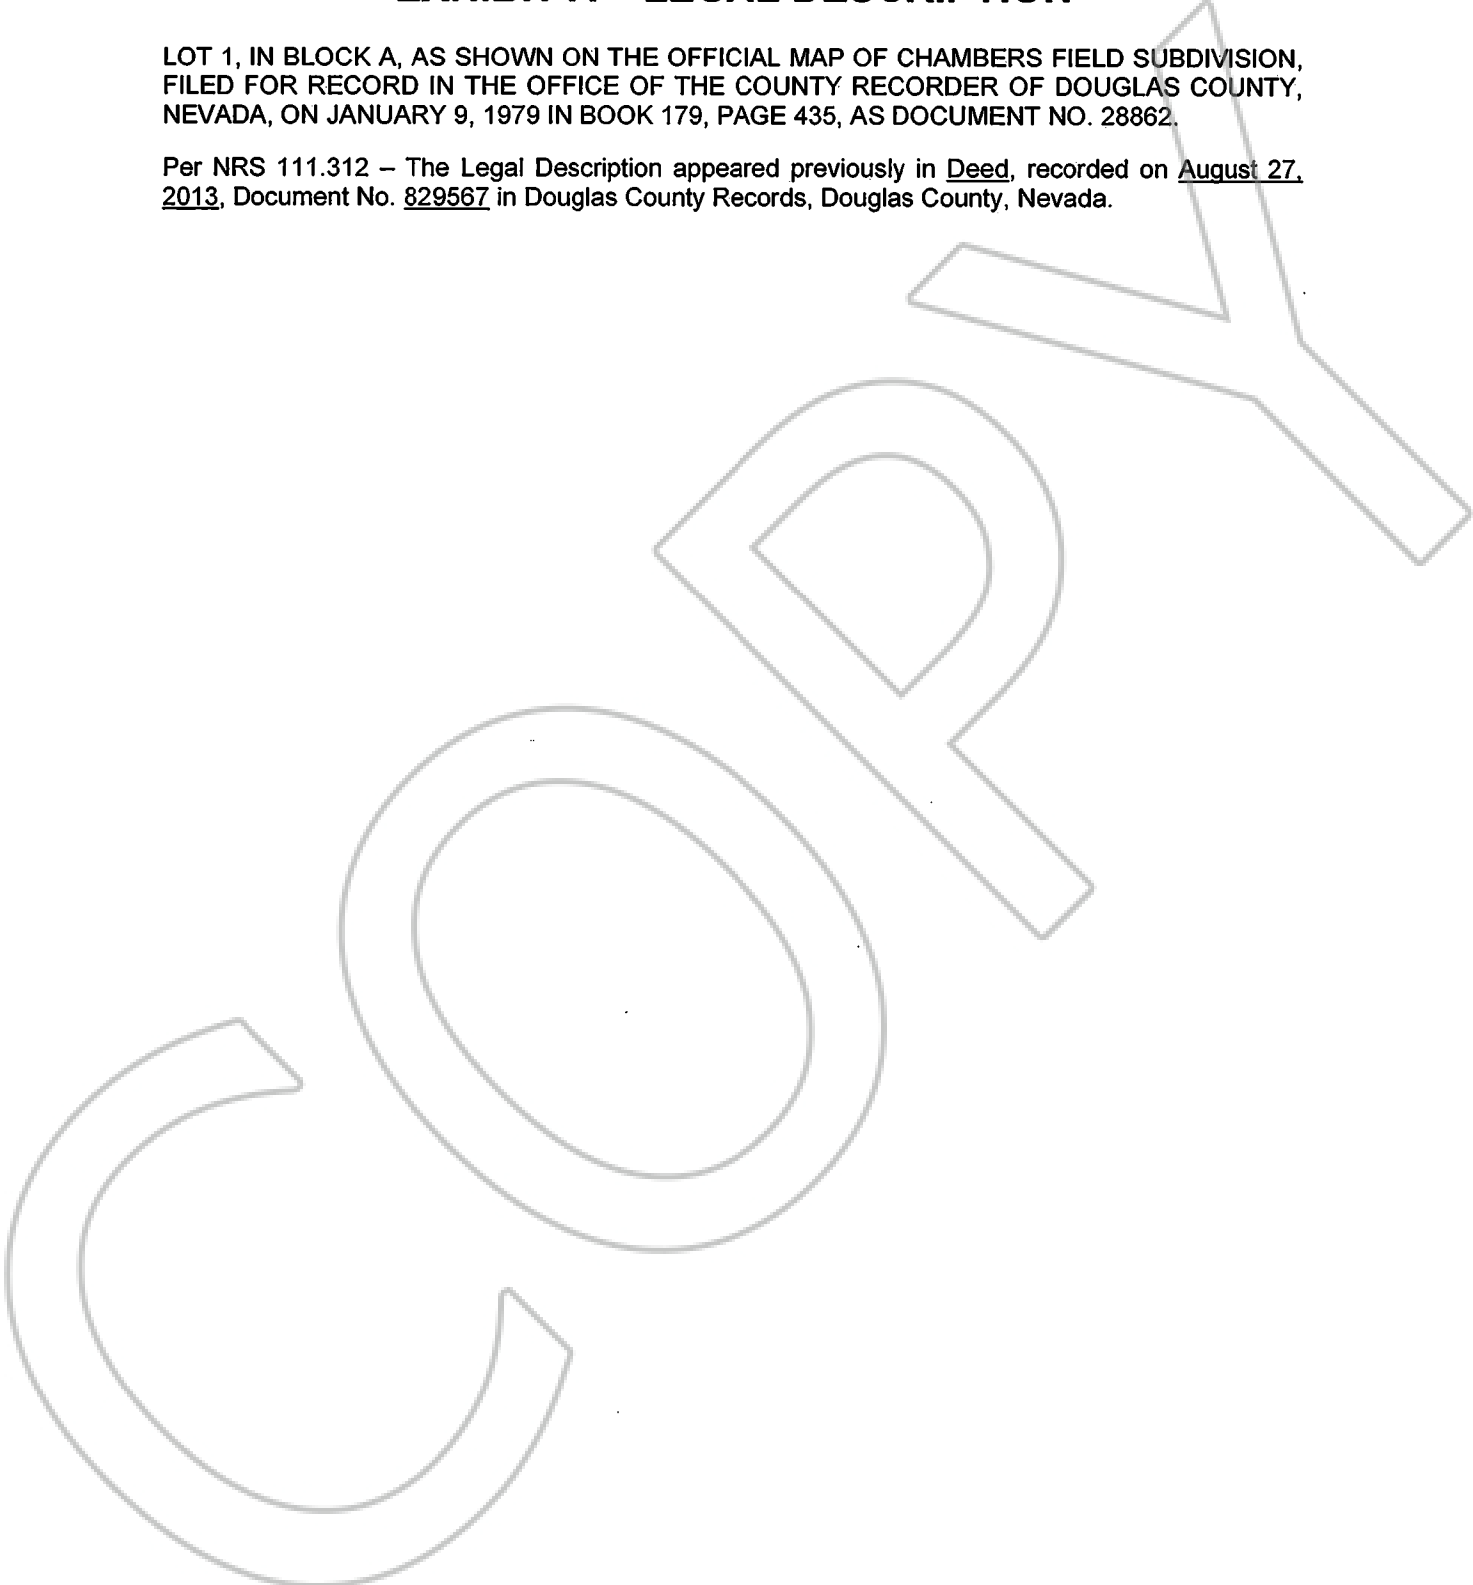 LOT 1, IN BLOCK A, AS SHOWN ON THE OFFICIAL MAP OF CHAMBERS FIELD SUBDIVISION,
FILED FOR RECORD IN THE OFFICE OF THE COUNTY RECORDER OF DOUGLAS COUNTY,
NEVADA, ON JANUARY 9, 1979 IN BOOK 179, PAGE 435, AS DOCUMENT NO. 28862.
Per NRS 111.312 – The Legal Description appeared previously in Deed, recorded on August 27,
2013, Document No. 829567 in Douglas County Records, Douglas County, Nevada.
COPY